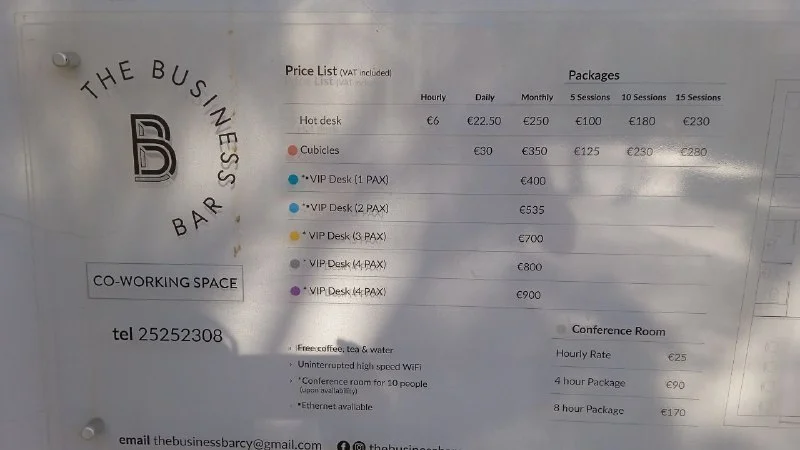 THE BUSINESS BAR
B
CO-WORKING SPACE
tel 25252308
email thebusinessbarcy@gmail.com
Price List (VAT included)
Packages
Hourly Daily Monthly 5 Sessions 10 Sessions 15 Sessions
Hot desk €6 €22.50 €250 €100 €180 €230
Cubicles €30 €350 €125 €230 €280
*•VIP Desk (1 PAX) €400
*•VIP Desk (2 PAX) €535
* VIP Desk (3 PAX) €700
* VIP Desk (4 PAX) €800
* VIP Desk (4 PAX) €900
› Free coffee, tea & water
› Uninterrupted high speed WiFi
› *Conference room for 10 people
(upon availability)
› •Ethernet available
Conference Room
Hourly Rate €25
4 hour Package €90
8 hour Package €170